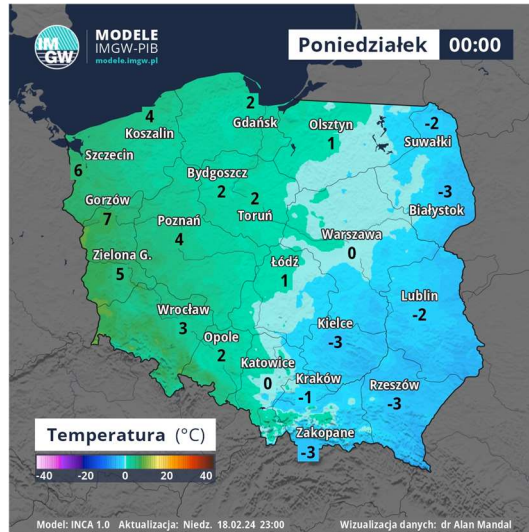 IM
GW
MODELE
IMGW-PIB
modele.imgw.pl
Poniedziałek 00:00
2
Gdańsk
4
Koszalin
Olsztyn
1
-2
Suwałki
6
Szczecin
Bydgoszcz
2
2
Toruń
-3
Białystok
Gorzów
7
Poznań
4
Warszawa
0
Zielona G.
5
Łódź
1
Lublin
-2
Wrocław
3
Opole
2
Kielce
-3
Katowice
0
Kraków
-1
Rzeszów
-3
Zakopane
-3
Temperatura (°C)
-40 -20 0 20 40
Model: INCA 1.0 Aktualizacja: Niedz. 18.02.24 23:00 Wizualizacja danych: dr Alan Mandal